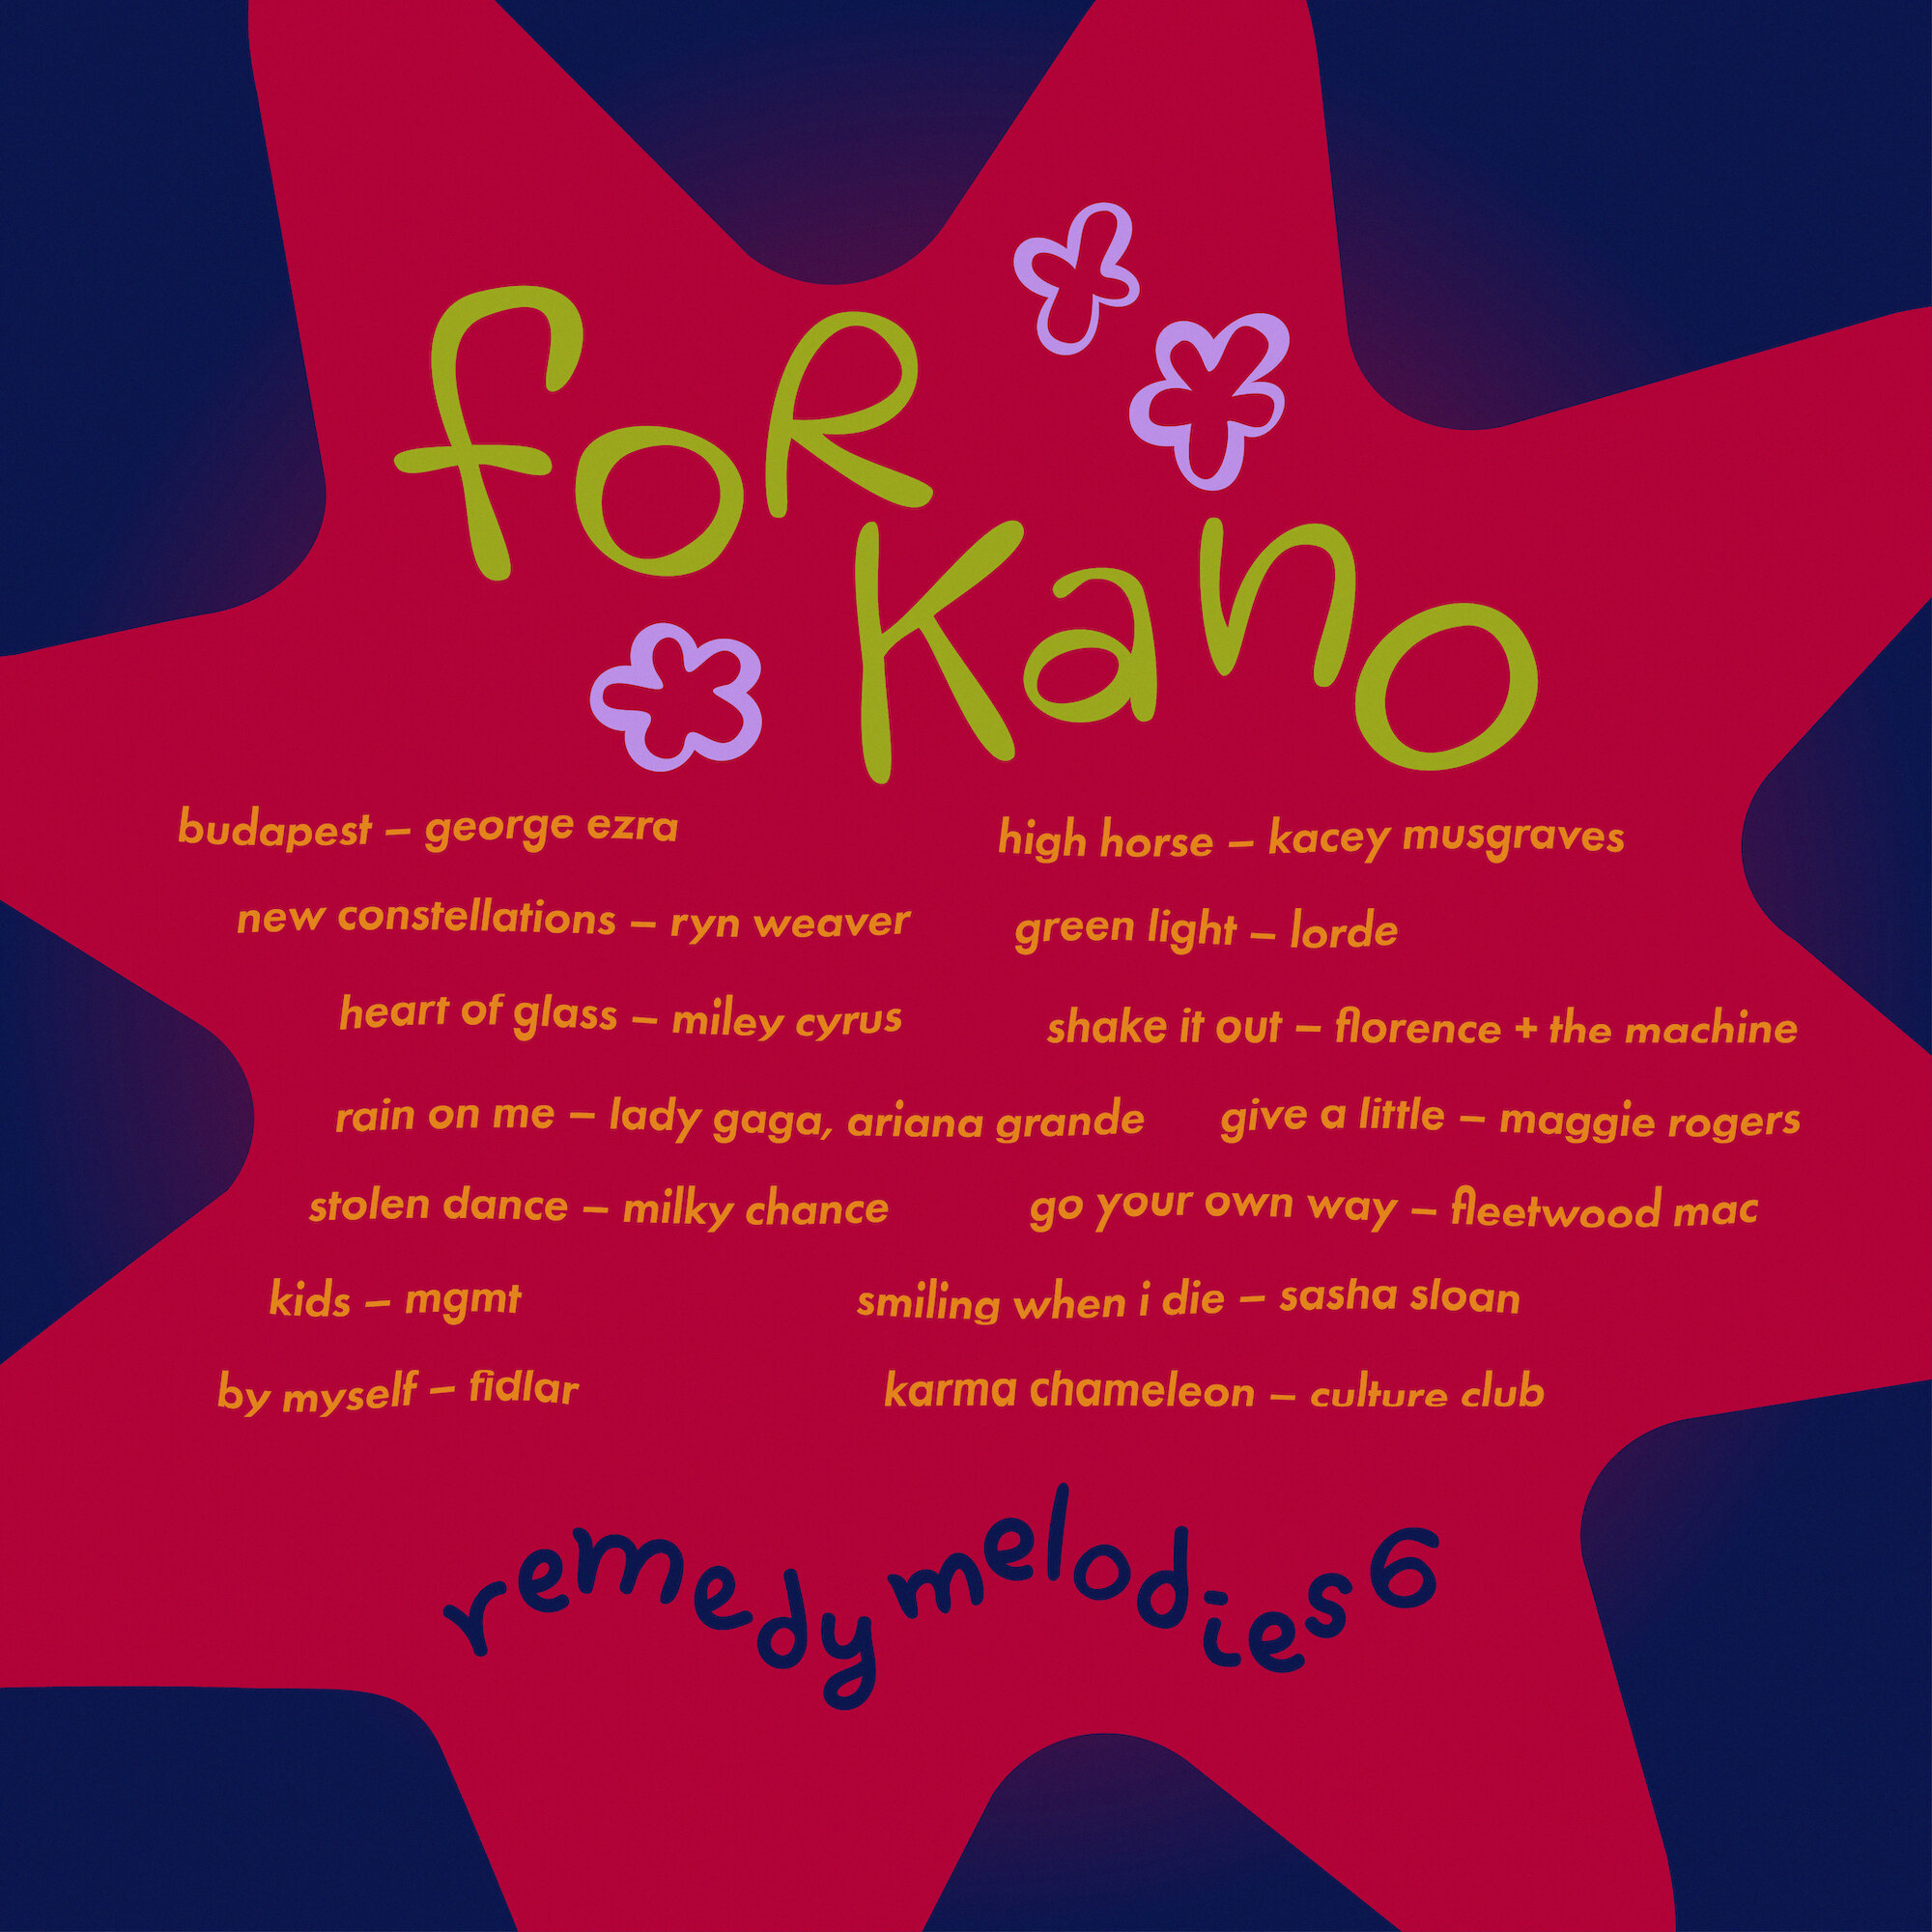 foR
Kano
budapest – george ezra
new constellations – ryn weaver
heart of glass – miley cyrus
rain on me – lady gaga, ariana grande
stolen dance – milky chance
kids – mgmt
by myself – fidlar
high horse – kacey musgraves
green light – lorde
shake it out – florence + the machine
give a little – maggie rogers
go your own way – fleetwood mac
smiling when i die – sasha sloan
karma chameleon – culture club
remedy melodies 6